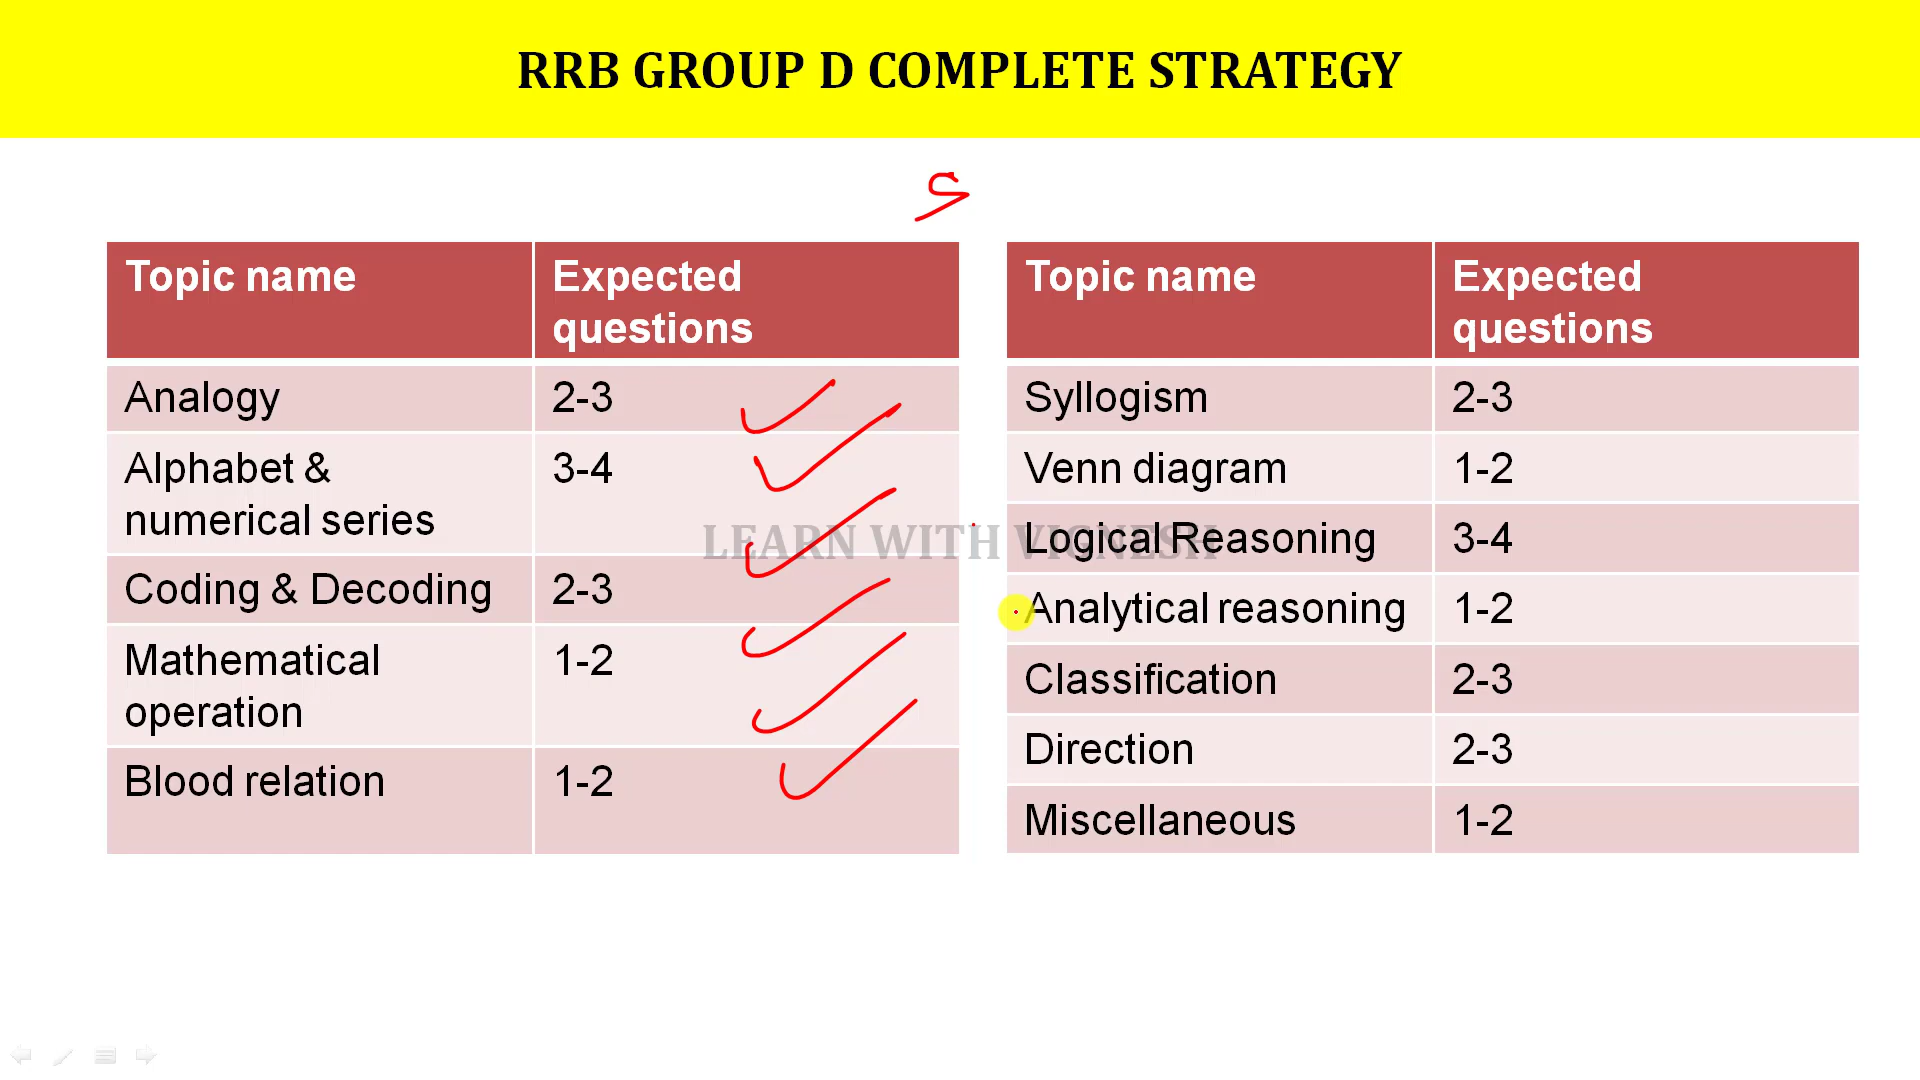 RRB GROUP D COMPLETE STRATEGY
Topic name
Expected
questions
Analogy
2-3
Alphabet &
numerical series
3-4
Coding & Decoding
2-3
Mathematical
operation
1-2
Blood relation
1-2
Topic name
Expected
questions
Syllogism
2-3
Venn diagram
1-2
Logical Reasoning
3-4
Analytical reasoning
1-2
Classification
2-3
Direction
2-3
Miscellaneous
1-2
LEARN WITH VIGNESH